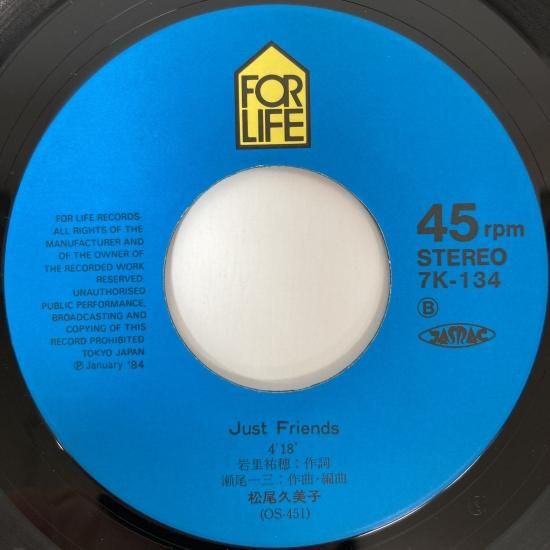 FOR
LIFE
FOR LIFE RECORDS
ALL RIGHTS OF THE
MANUFACTURER AND
OF THE OWNER OF
THE RECORDED WORK
RESERVED.
UNAUTHORISED
PUBLIC PERFORMANCE,
BROADCASTING AND
COPYING OF THIS
RECORD PROHIBITED
TOKYO JAPAN
Ⓟ January '84
45 rpm
STEREO
7K-134
Ⓑ
JASRAC
Just Friends
4'18"
岩里祐穂：作詞
瀬尾一三：作曲・編曲
松尾久美子
(OS-451)